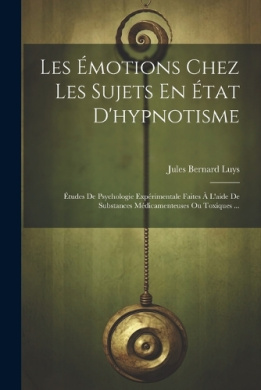 Les Émotions Chez
Les Sujets En État
D'hypnotisme
Jules Bernard Luys
Études De Psychologie Expérimentale Faites À L'aide De
Substances Médicamenteuses Ou Toxiques ...